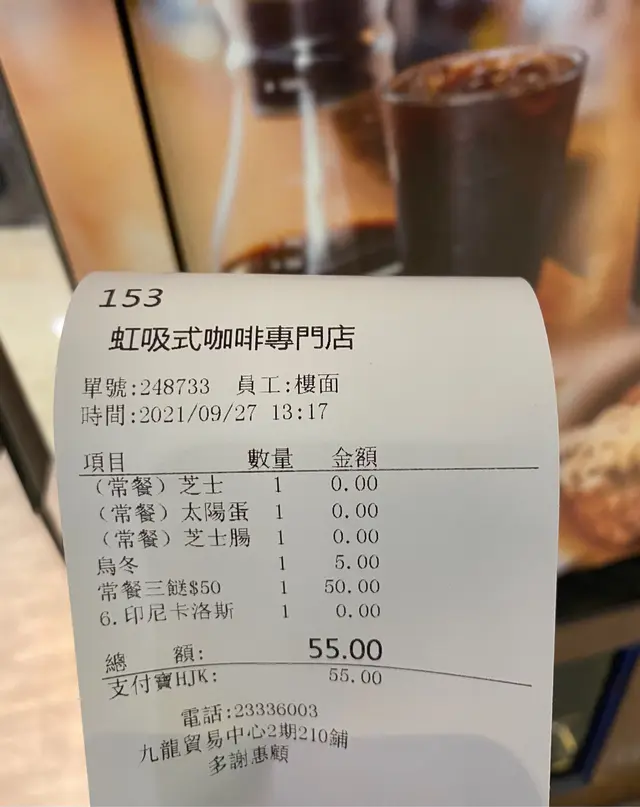 153
虹吸式咖啡專門店
單號:248733 員工:樓面
時間:2021/09/27 13:17
項目 數量 金額
(常餐)芝士 1 0.00
(常餐)太陽蛋 1 0.00
(常餐)芝士腸 1 0.00
烏冬 1 5.00
常餐三餸$50 1 50.00
6.印尼卡洛斯 1 0.00
總 額: 55.00
支付寶HJK: 55.00
電話:23336003
九龍貿易中心2期210鋪
多謝惠顧